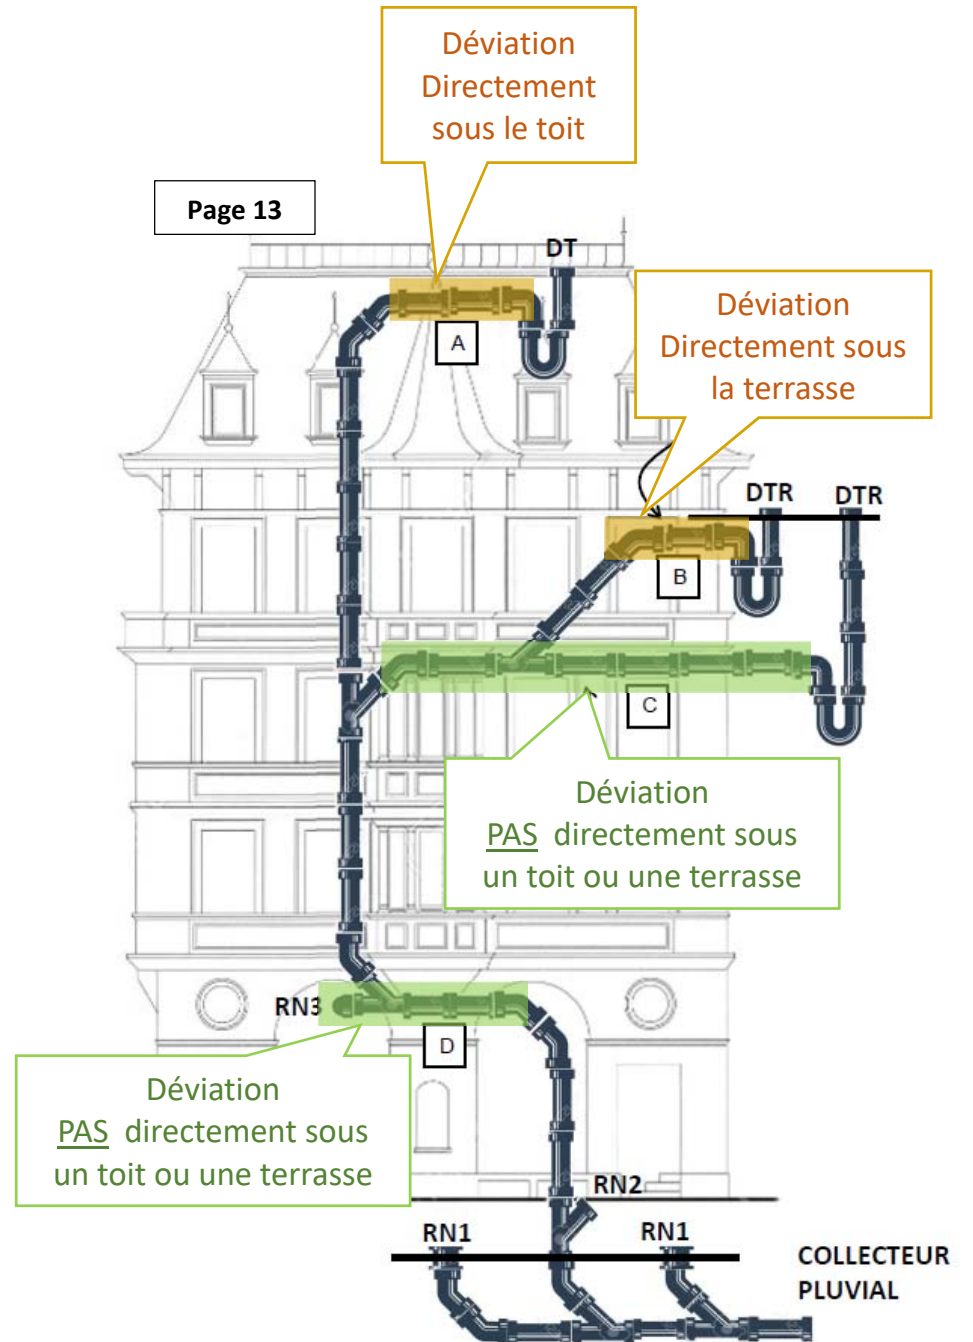 Déviation
Directement
sous le toit
Page 13
DT
Déviation
Directement sous
la terrasse
A
DTR
DTR
B
C
Déviation
PAS directement sous
un toit ou une terrasse
RN3
D
Déviation
PAS directement sous
un toit ou une terrasse
RN2
RN1
RN1
COLLECTEUR
PLUVIAL